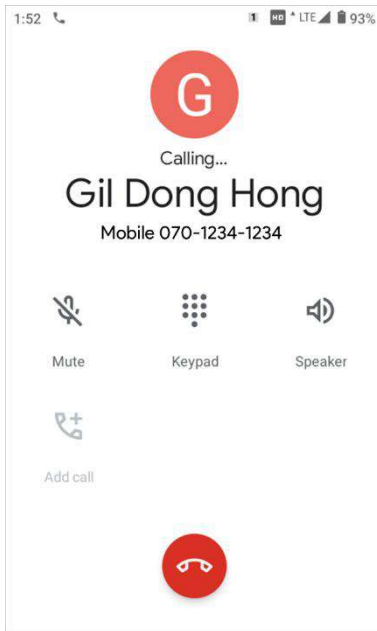 1:52 1 HD LTE 93%
G
Calling...
Gil Dong Hong
Mobile 070-1234-1234
Mute Keypad Speaker
Add call